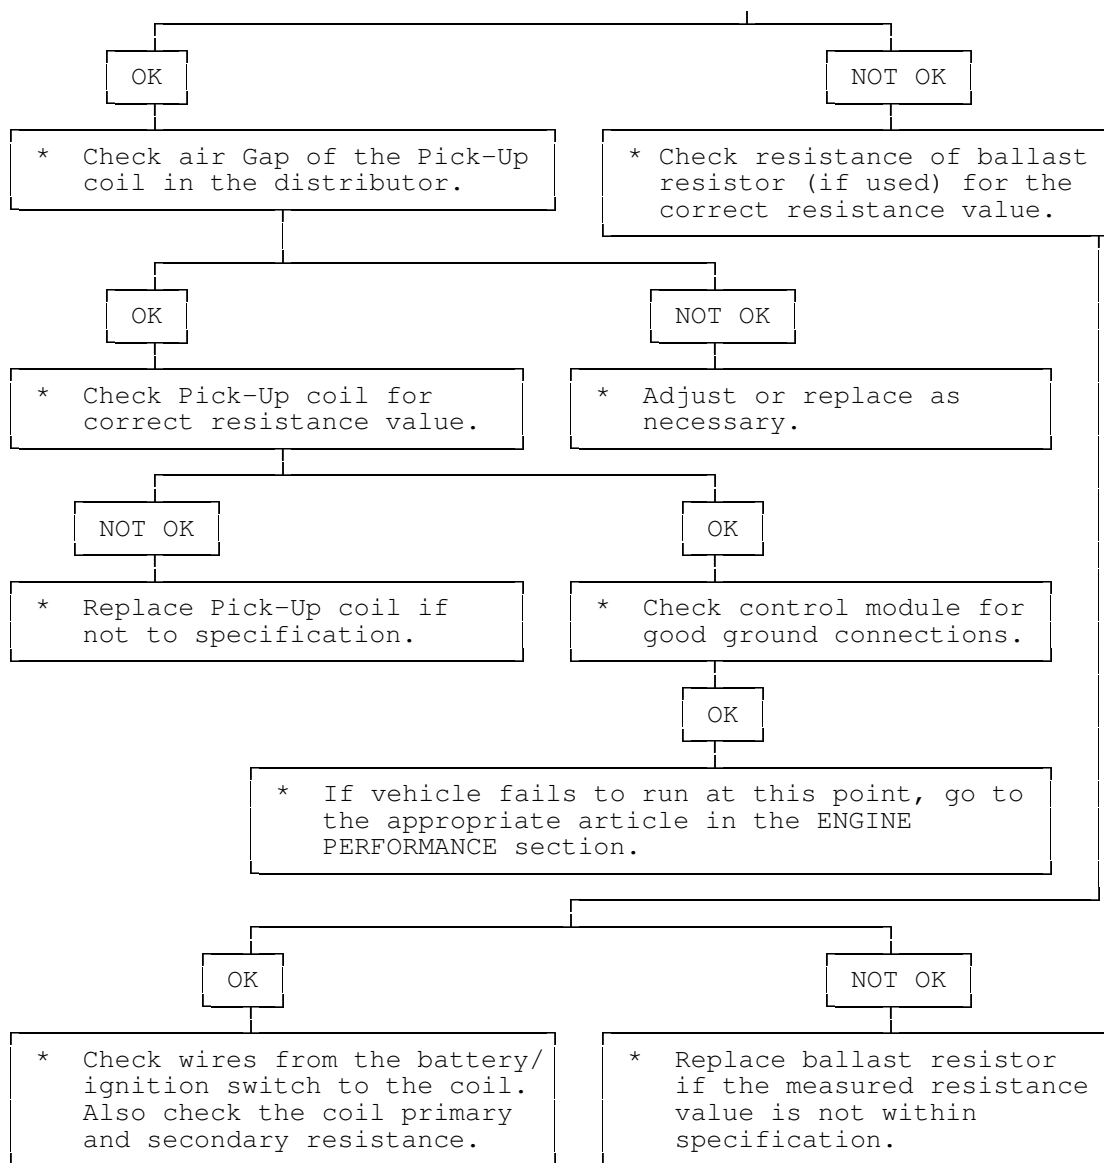 OK
NOT OK
* Check air Gap of the Pick-Up
coil in the distributor.
* Check resistance of ballast
resistor (if used) for the
correct resistance value.
OK
NOT OK
* Check Pick-Up coil for
correct resistance value.
* Adjust or replace as
necessary.
NOT OK
OK
* Replace Pick-Up coil if
not to specification.
* Check control module for
good ground connections.
OK
* If vehicle fails to run at this point, go to
the appropriate article in the ENGINE
PERFORMANCE section.
OK
NOT OK
* Check wires from the battery/
ignition switch to the coil.
Also check the coil primary
and secondary resistance.
* Replace ballast resistor
if the measured resistance
value is not within
specification.